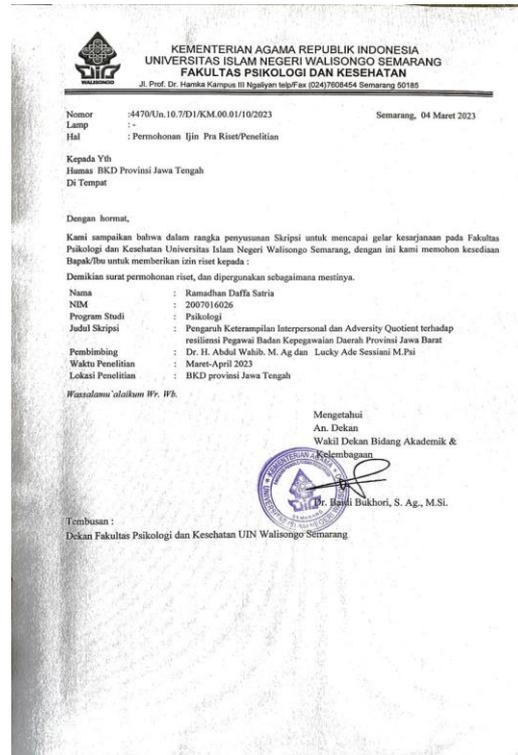 KEMENTERIAN AGAMA REPUBLIK INDONESIA
UNIVERSITAS ISLAM NEGERI WALISONGO SEMARANG
FAKULTAS PSIKOLOGI DAN KESEHATAN
Jl. Prof. Dr. Hamka Kampus III Ngaliyan telp/Fax (024)7608454 Semarang 50185
WALISONGO
Nomor :4470/Un.10.7/D1/KM.00.01/10/2023 Semarang, 04 Maret 2023
Lamp : -
Hal : Permohonan Ijin Pra Riset/Penelitian
Kepada Yth
Humas BKD Provinsi Jawa Tengah
Di Tempat
Dengan hormat,
Kami sampaikan bahwa dalam rangka penyusunan Skripsi untuk mencapai gelar kesarjanaan pada Fakultas
Psikologi dan Kesehatan Universitas Islam Negeri Walisongo Semarang, dengan ini kami memohon kesediaan
Bapak/Ibu untuk memberikan izin riset kepada :
Demikian surat permohonan riset, dan dipergunakan sebagaimana mestinya.
Nama : Ramadhan Daffa Satria
NIM : 2007016026
Program Studi : Psikologi
Judul Skripsi : Pengaruh Keterampilan Interpersonal dan Adversity Quotient terhadap
resiliensi Pegawai Badan Kepegawaian Daerah Provinsi Jawa Barat
Pembimbing : Dr. H. Abdul Wahib. M. Ag dan Lucky Ade Sessiani M.Psi
Waktu Penelitian : Maret-April 2023
Lokasi Penelitian : BKD provinsi Jawa Tengah
Wassalamu'alaikum Wr. Wb.
Mengetahui
An. Dekan
Wakil Dekan Bidang Akademik &
Kelembagaan
KEMENTERIAN AGAMA
SEMARANG
Dr. Baidi Bukhori, S. Ag., M.Si.
Tembusan :
Dekan Fakultas Psikologi dan Kesehatan UIN Walisongo Semarang